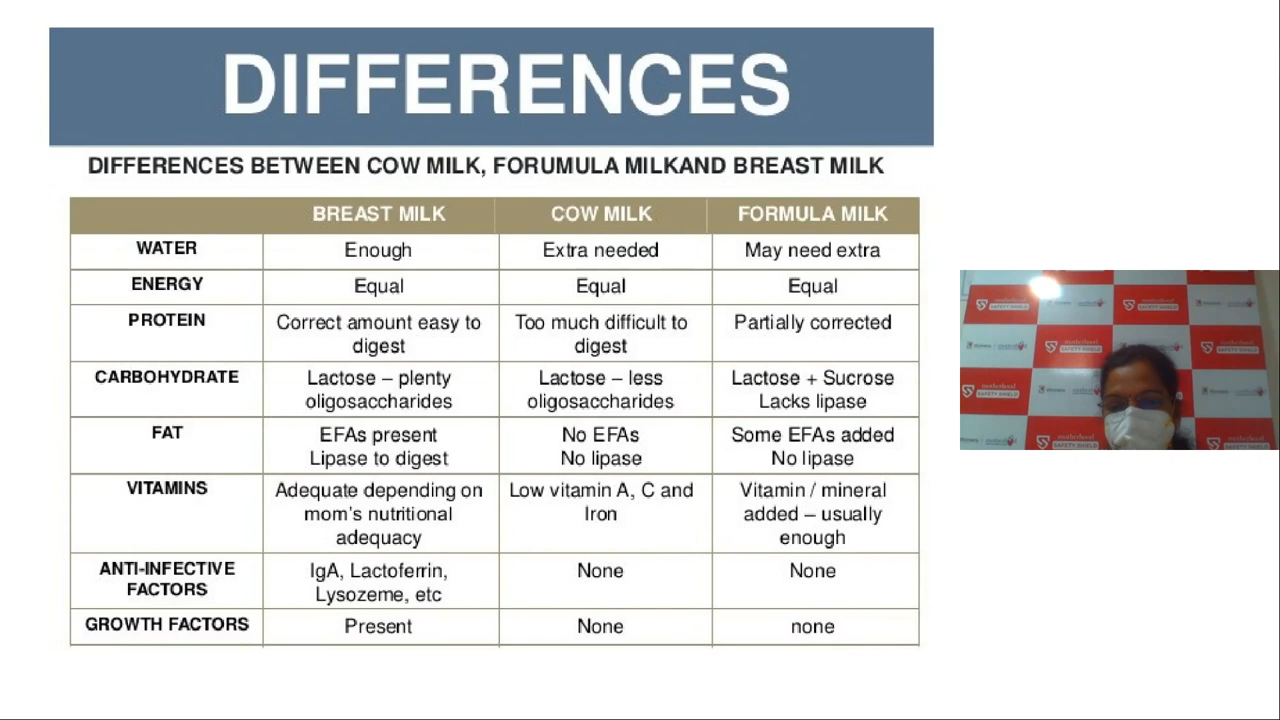 DIFFERENCES
DIFFERENCES BETWEEN COW MILK, FORUMULA MILKAND BREAST MILK
BREAST MILK COW MILK FORMULA MILK
WATER Enough Extra needed May need extra
ENERGY Equal Equal Equal
PROTEIN Correct amount easy to Too much difficult to Partially corrected
digest digest
CARBOHYDRATE Lactose – plenty Lactose – less Lactose + Sucrose
oligosaccharides oligosaccharides Lacks lipase
FAT EFAs present No EFAs Some EFAs added
Lipase to digest No lipase No lipase
VITAMINS Adequate depending on Low vitamin A, C and Vitamin / mineral
mom's nutritional Iron added – usually
adequacy enough
ANTI-INFECTIVE IgA, Lactoferrin, None None
FACTORS Lysozeme, etc
GROWTH FACTORS Present None none
motherhood
SAFETY SHIELD